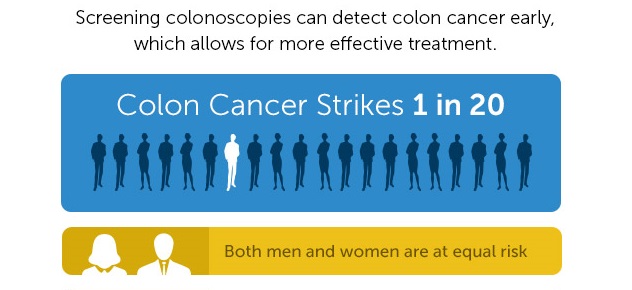 Screening colonoscopies can detect colon cancer early,
which allows for more effective treatment.
Colon Cancer Strikes 1 in 20
Both men and women are at equal risk